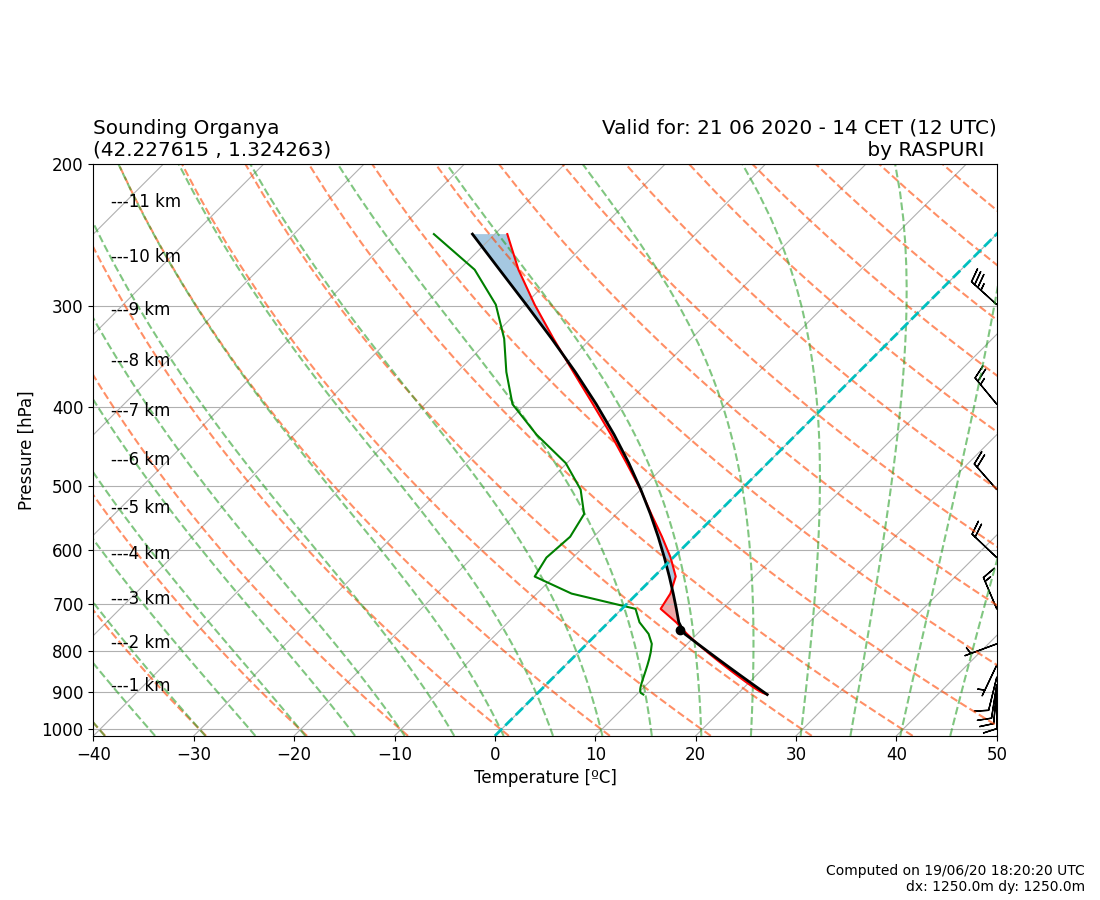 Sounding Organya
(42.227615 , 1.324263)
Valid for: 21 06 2020 - 14 CET (12 UTC)
by RASPURI
200
300
400
500
600
700
800
900
1000
Pressure [hPa]
---11 km
---10 km
---9 km
---8 km
---7 km
---6 km
---5 km
---4 km
---3 km
---2 km
---1 km
−40 −30 −20 −10 0 10 20 30 40 50
Temperature [ºC]
Computed on 19/06/20 18:20:20 UTC
dx: 1250.0m dy: 1250.0m